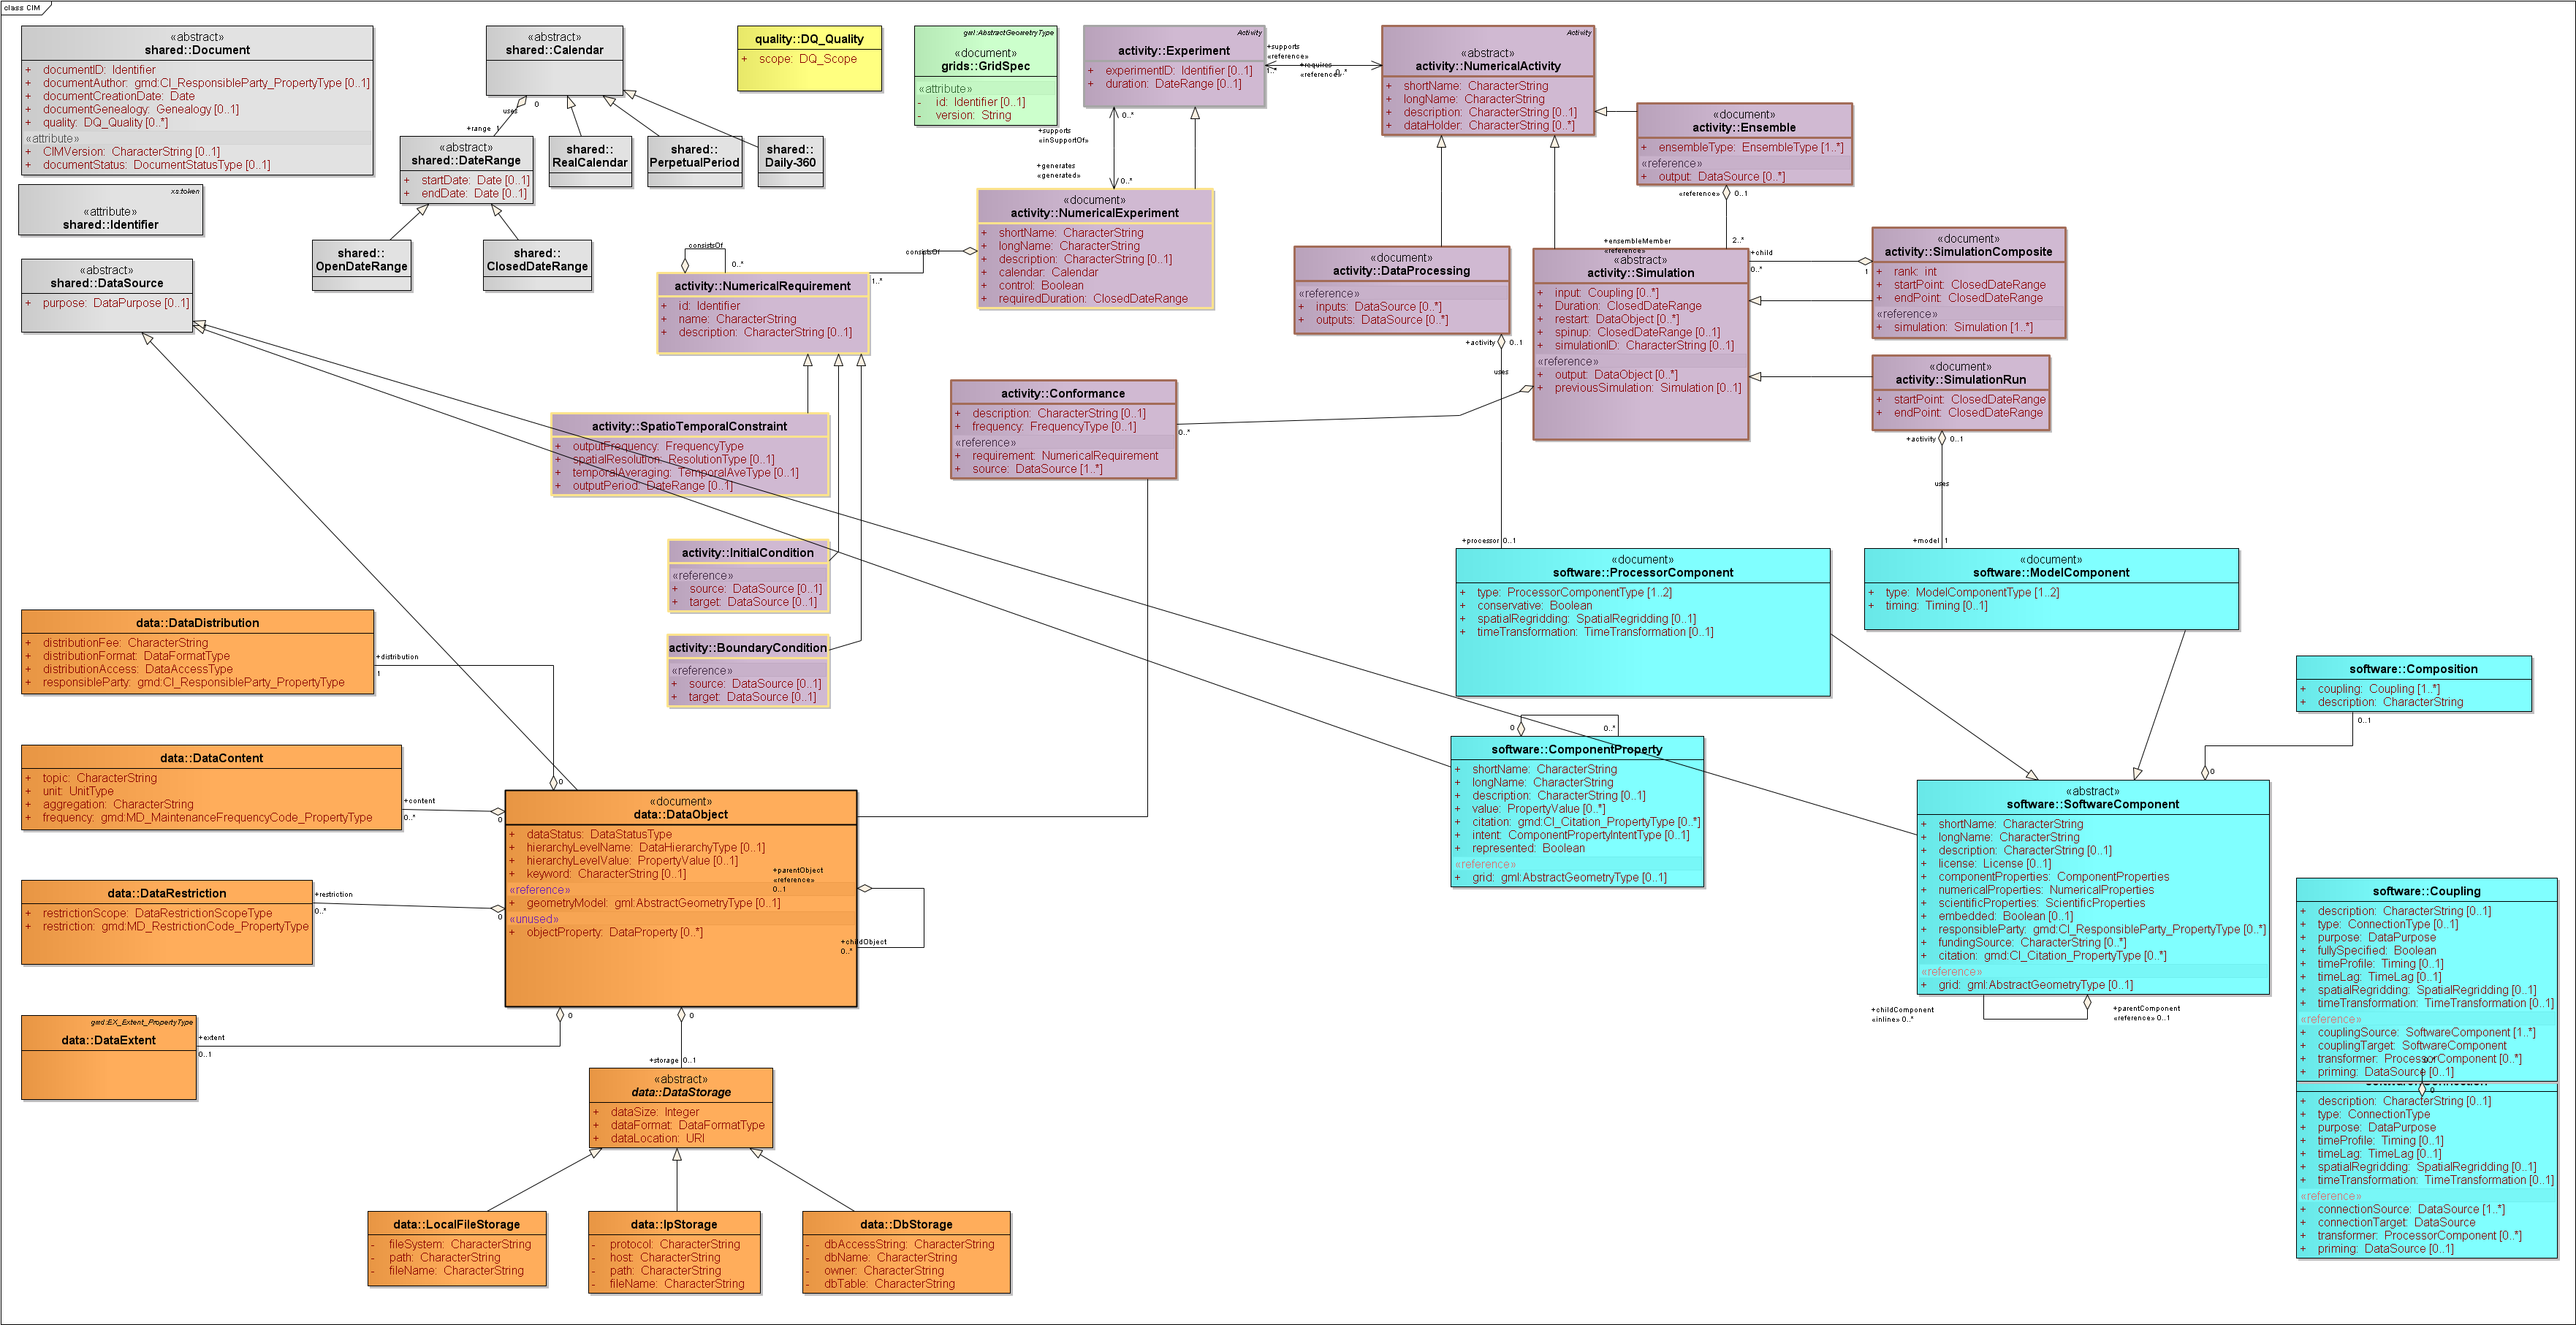 class CIM
«abstract»
shared::Document
+ documentID: Identifier
+ documentAuthor: gmd:CI_ResponsibleParty_PropertyType [0..1]
+ documentCreationDate: Date
+ documentGenealogy: Genealogy [0..1]
+ quality: DQ_Quality [0..*]
«attribute»
+ CIMVersion: CharacterString [0..1]
+ documentStatus: DocumentStatusType [0..1]
xs:token
«attribute»
shared::Identifier
«abstract»
shared::DataSource
+ purpose: DataPurpose [0..1]
«abstract»
shared::Calendar
0
uses
+range 1
«abstract»
shared::DateRange
+ startDate: Date [0..1]
+ endDate: Date [0..1]
shared::
RealCalendar
shared::
PerpetualPeriod
shared::
Daily-360
shared::
OpenDateRange
shared::
ClosedDateRange
quality::DQ_Quality
+ scope: DQ_Scope
gml:AbstractGeometryType
«document»
grids::GridSpec
«attribute»
- id: Identifier [0..1]
- version: String
Activity
activity::Experiment
+ experimentID: Identifier [0..1]
+ duration: DateRange [0..1]
+supports
«reference»
1..*
+requires
«reference»
0..*
0..*
+supports
«inSupportOf»
+generates
«generated»
0..*
Activity
«abstract»
activity::NumericalActivity
+ shortName: CharacterString
+ longName: CharacterString
+ description: CharacterString [0..1]
+ dataHolder: CharacterString [0..*]
«document»
activity::Ensemble
+ ensembleType: EnsembleType [1..*]
«reference»
+ output: DataSource [0..*]
«reference»
0..1
+ensembleMember
«reference»
2..*
«document»
activity::NumericalExperiment
+ shortName: CharacterString
+ longName: CharacterString
+ description: CharacterString [0..1]
+ calendar: Calendar
+ control: Boolean
+ requiredDuration: ClosedDateRange
consistsOf
1..*
consistsOf
0..*
activity::NumericalRequirement
+ id: Identifier
+ name: CharacterString
+ description: CharacterString [0..1]
«document»
activity::DataProcessing
«reference»
+ inputs: DataSource [0..*]
+ outputs: DataSource [0..*]
+activity 0..1
uses
+processor 0..1
«abstract»
activity::Simulation
+ input: Coupling [0..*]
+ Duration: ClosedDateRange
+ restart: DataObject [0..*]
+ spinup: ClosedDateRange [0..1]
+ simulationID: CharacterString [0..1]
«reference»
+ output: DataObject [0..*]
+ previousSimulation: Simulation [0..1]
+child
0..*
1
«document»
activity::SimulationComposite
+ rank: int
+ startPoint: ClosedDateRange
+ endPoint: ClosedDateRange
«reference»
+ simulation: Simulation [1..*]
«document»
activity::SimulationRun
+ startPoint: ClosedDateRange
+ endPoint: ClosedDateRange
+activity 0..1
uses
+model 1
activity::Conformance
+ description: CharacterString [0..1]
+ frequency: FrequencyType [0..1]
«reference»
+ requirement: NumericalRequirement
+ source: DataSource [1..*]
0..*
activity::SpatioTemporalConstraint
+ outputFrequency: FrequencyType
+ spatialResolution: ResolutionType [0..1]
+ temporalAveraging: TemporalAveType [0..1]
+ outputPeriod: DateRange [0..1]
activity::InitialCondition
«reference»
+ source: DataSource [0..1]
+ target: DataSource [0..1]
activity::BoundaryCondition
«reference»
+ source: DataSource [0..1]
+ target: DataSource [0..1]
«document»
software::ProcessorComponent
+ type: ProcessorComponentType [1..2]
+ conservative: Boolean
+ spatialRegridding: SpatialRegridding [0..1]
+ timeTransformation: TimeTransformation [0..1]
«document»
software::ModelComponent
+ type: ModelComponentType [1..2]
+ timing: Timing [0..1]
software::Composition
+ coupling: Coupling [1..*]
+ description: CharacterString
0..1
0
0
0..*
software::ComponentProperty
+ shortName: CharacterString
+ longName: CharacterString
+ description: CharacterString [0..1]
+ value: PropertyValue [0..*]
+ citation: gmd:CI_Citation_PropertyType [0..*]
+ intent: ComponentPropertyIntentType [0..1]
+ represented: Boolean
«reference»
+ grid: gml:AbstractGeometryType [0..1]
«abstract»
software::SoftwareComponent
+ shortName: CharacterString
+ longName: CharacterString
+ description: CharacterString [0..1]
+ license: License [0..1]
+ componentProperties: ComponentProperties
+ numericalProperties: NumericalProperties
+ scientificProperties: ScientificProperties
+ embedded: Boolean [0..1]
+ responsibleParty: gmd:CI_ResponsibleParty_PropertyType [0..*]
+ fundingSource: CharacterString [0..*]
+ citation: gmd:CI_Citation_PropertyType [0..*]
«reference»
+ grid: gml:AbstractGeometryType [0..1]
+childComponent
«inline» 0..*
+parentComponent
«reference» 0..1
software::Coupling
+ description: CharacterString [0..1]
+ type: ConnectionType [0..1]
+ purpose: DataPurpose
+ fullySpecified: Boolean
+ timeProfile: Timing [0..1]
+ timeLag: TimeLag [0..1]
+ spatialRegridding: SpatialRegridding [0..1]
+ timeTransformation: TimeTransformation [0..1]
«reference»
+ couplingSource: SoftwareComponent [1..*]
+ couplingTarget: SoftwareComponent
+ transformer: ProcessorComponent [0..*]
+ priming: DataSource [0..1]
0
+ description: CharacterString [0..1]
+ type: ConnectionType
+ purpose: DataPurpose
+ timeProfile: Timing [0..1]
+ timeLag: TimeLag [0..1]
+ spatialRegridding: SpatialRegridding [0..1]
+ timeTransformation: TimeTransformation [0..1]
«reference»
+ connectionSource: DataSource [1..*]
+ connectionTarget: DataSource
+ transformer: ProcessorComponent [0..*]
+ priming: DataSource [0..1]
data::DataDistribution
+ distributionFee: CharacterString
+ distributionFormat: DataFormatType
+ distributionAccess: DataAccessType
+ responsibleParty: gmd:CI_ResponsibleParty_PropertyType
+distribution
1
0
data::DataContent
+ topic: CharacterString
+ unit: UnitType
+ aggregation: CharacterString
+ frequency: gmd:MD_MaintenanceFrequencyCode_PropertyType
+content
0..*
0
data::DataRestriction
+ restrictionScope: DataRestrictionScopeType
+ restriction: gmd:MD_RestrictionCode_PropertyType
+restriction
0..*
0
gmd:EX_Extent_PropertyType
data::DataExtent
+extent
0..1
0
«document»
data::DataObject
+ dataStatus: DataStatusType
+ hierarchyLevelName: DataHierarchyType [0..1]
+ hierarchyLevelValue: PropertyValue [0..1]
+ keyword: CharacterString [0..1]
«reference»
+ geometryModel: gml:AbstractGeometryType [0..1]
«unused»
+ objectProperty: DataProperty [0..*]
+parentObject
«reference»
0..1
+childObject
0..*
0
+storage 0..1
«abstract»
data::DataStorage
+ dataSize: Integer
+ dataFormat: DataFormatType
+ dataLocation: URI
data::LocalFileStorage
- fileSystem: CharacterString
- path: CharacterString
- fileName: CharacterString
data::IpStorage
- protocol: CharacterString
- host: CharacterString
- path: CharacterString
- fileName: CharacterString
data::DbStorage
- dbAccessString: CharacterString
- dbName: CharacterString
- owner: CharacterString
- dbTable: CharacterString